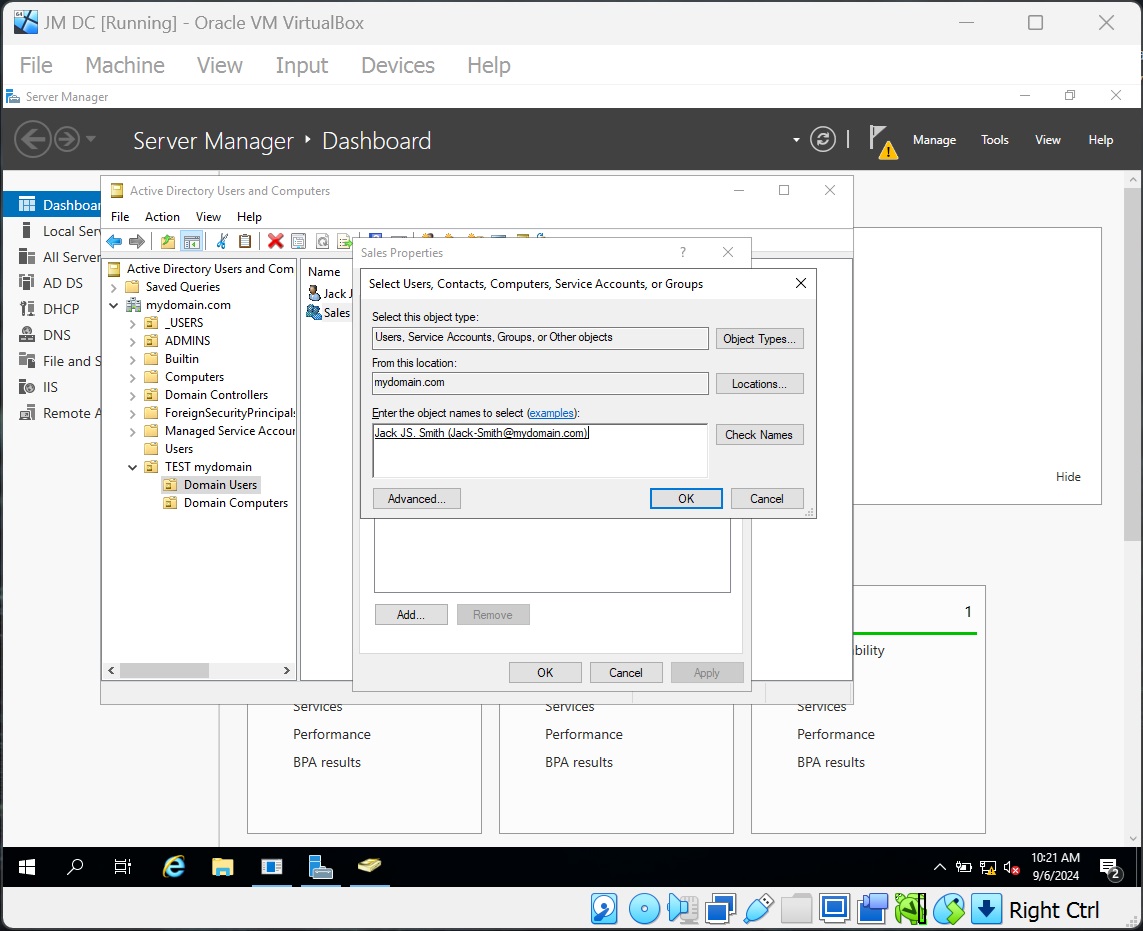 JM DC [Running] - Oracle VM VirtualBox
File Machine View Input Devices Help
Server Manager
Server Manager Dashboard
Manage Tools View Help
Dashboar
Local Serv
All Server
AD DS
DHCP
DNS
File and S
IIS
Remote A
Active Directory Users and Computers
File Action View Help
Active Directory Users and Com
Saved Queries
mydomain.com
_USERS
ADMINS
Builtin
Computers
Domain Controllers
ForeignSecurityPrincipals
Managed Service Accour
Users
TEST mydomain
Domain Users
Domain Computers
Name
Jack J
Sales
Sales Properties
?
Select Users, Contacts, Computers, Service Accounts, or Groups
Select this object type:
Users, Service Accounts, Groups, or Other objects
Object Types...
From this location:
mydomain.com
Locations...
Enter the object names to select (examples):
Jack JS. Smith (Jack-Smith@mydomain.com)
Check Names
Advanced...
OK
Cancel
Add...
Remove
OK
Cancel
Apply
Hide
1
bility
Services
Performance
BPA results
Services
Performance
BPA results
Services
Performance
BPA results
10:21 AM
9/6/2024
2
Right Ctrl